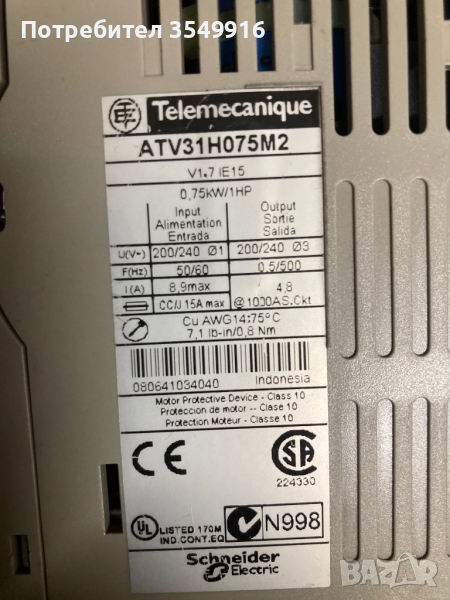 Потребител 3549916
Telemecanique
ATV31H075M2
V1.7 IE15
0,75kW/1HP
Input Output
Alimentation Sortie
Entrada Salida
U(V~) 200/240 Ø1 200/240 Ø3
F(Hz) 50/60 0.5/500
I(A) 8,9max 4,8
CC/J 15A max @1000AS.Ckt
Cu AWG14:75°C
7,1 lb-in/0,8 Nm
080641034040 Indonesia
Motor Protective Device - Class 10
Proteccion de motor -- Clase 10
Protection Moteur - Classe 10
CE
SA
224330
UL LISTED 170M
IND.CONT.EQ
N998
Schneider
Electric
bazar